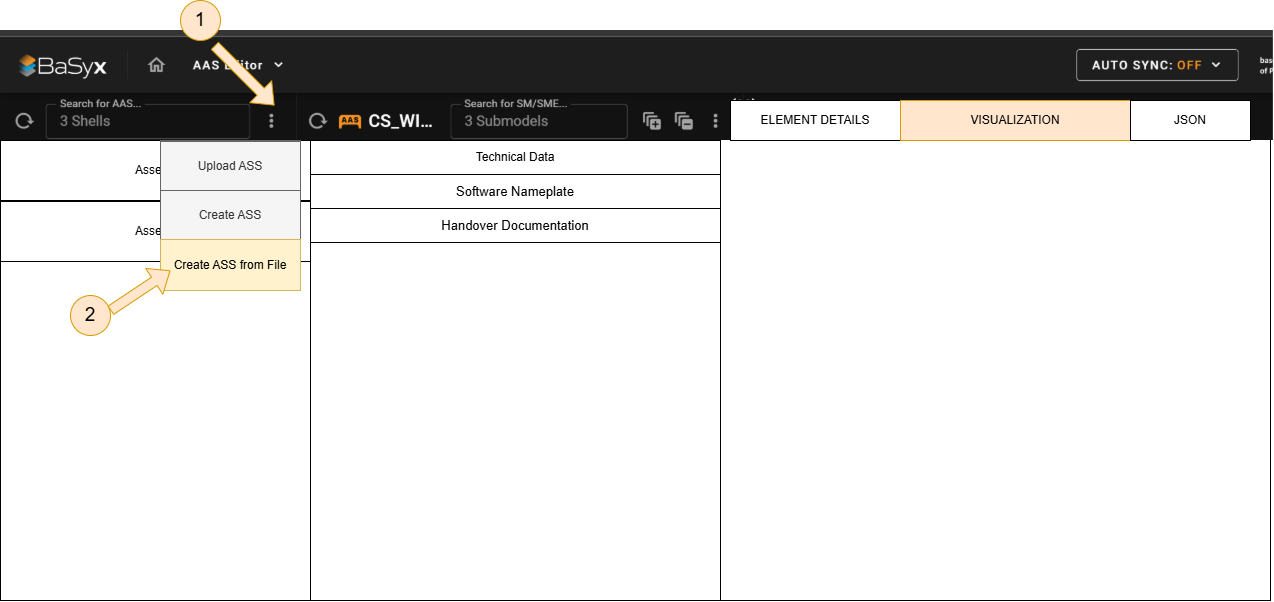 1
BaSyx
AAS Editor
AUTO SYNC: OFF
bas
of P
Search for AAS...
3 Shells
AAS
CS_WI...
Search for SM/SME...
3 Submodels
ELEMENT DETAILS
VISUALIZATION
JSON
Asse
Upload ASS
Technical Data
Create ASS
Software Nameplate
Asse
Handover Documentation
Create ASS from File
2